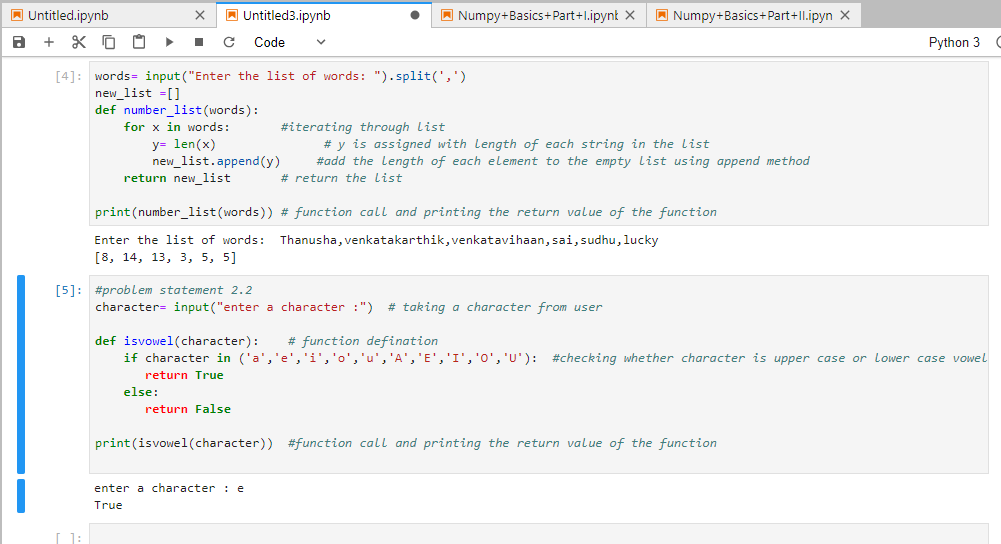 Untitled.ipynb Untitled3.ipynb Numpy+Basics+Part+I.ipynb Numpy+Basics+Part+II.ipyn
Code Python 3
[4]: words= input("Enter the list of words: ").split(',')
new_list =[]
def number_list(words):
for x in words: #iterating through list
y= len(x) # y is assigned with length of each string in the list
new_list.append(y) #add the length of each element to the empty list using append method
return new_list # return the list
print(number_list(words)) # function call and printing the return value of the function
Enter the list of words: Thanusha,venkatakarthik,venkatavihaan,sai,sudhu,lucky
[8, 14, 13, 3, 5, 5]
[5]: #problem statement 2.2
character= input("enter a character :") # taking a character from user
def isvowel(character): # function defination
if character in ('a','e','i','o','u','A','E','I','O','U'): #checking whether character is upper case or lower case vowel
return True
else:
return False
print(isvowel(character)) #function call and printing the return value of the function
enter a character : e
True
[ ]: